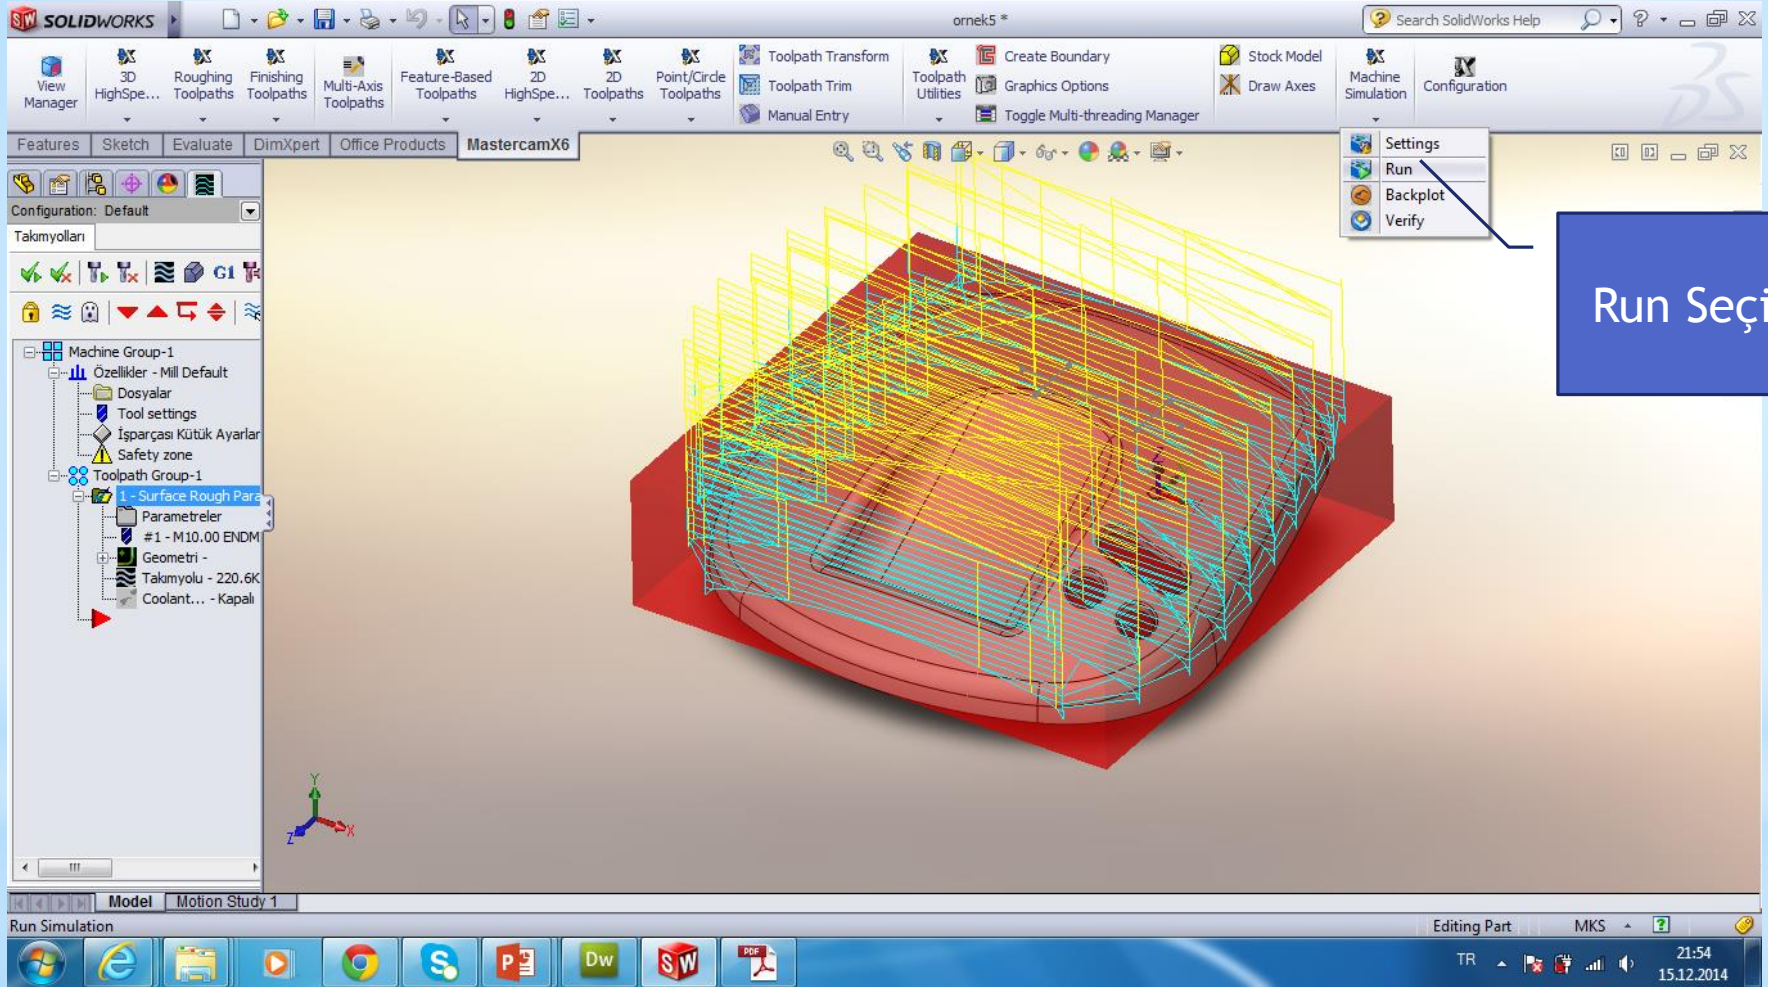 SW SOLIDWORKS
ornek5 *
Search SolidWorks Help
View Manager
3D HighSpe...
Roughing Toolpaths
Finishing Toolpaths
Multi-Axis Toolpaths
Feature-Based Toolpaths
2D HighSpe...
2D Toolpaths
Point/Circle Toolpaths
Toolpath Transform
Toolpath Trim
Manual Entry
Toolpath Utilities
Create Boundary
Graphics Options
Toggle Multi-threading Manager
Stock Model
Draw Axes
Machine Simulation
Configuration
Features Sketch Evaluate DimXpert Office Products MastercamX6
Settings
Run
Backplot
Verify
Run Seçi
Configuration: Default
Takımyolları
G1
Machine Group-1
Özellikler - Mill Default
Dosyalar
Tool settings
İşparçası Kütük Ayarlar
Safety zone
Toolpath Group-1
1 - Surface Rough Para
Parametreler
#1 - M10.00 ENDM
Geometri -
Takımyolu - 220.6K
Coolant... - Kapalı
Y
Z
X
Model Motion Study 1
Run Simulation
Editing Part
MKS
Dw
SW
PDF
TR
21:54
15.12.2014